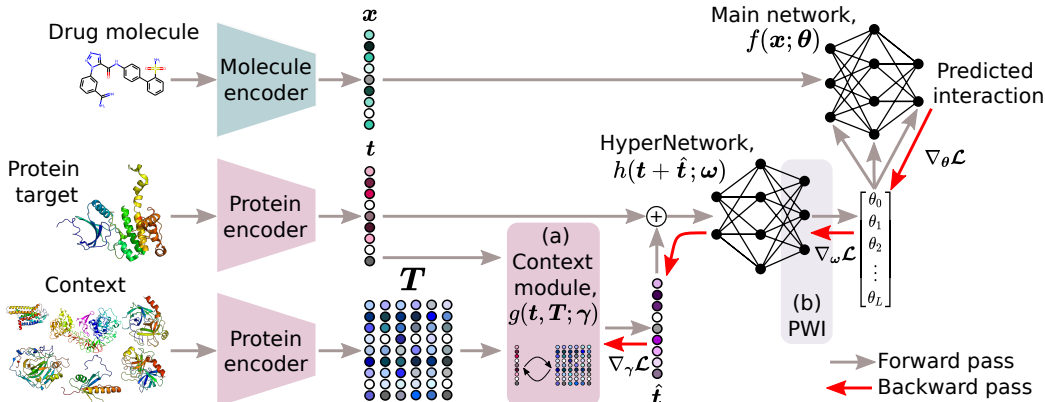 Drug molecule
Molecule
encoder
x
Main network,
f(x; θ)
Predicted
interaction
∇θ𝓛
Protein
target
Protein
encoder
t
HyperNetwork,
h(t + t̂; ω)
+
θ0
θ1
θ2
⋮
θL
∇ω𝓛
(b)
PWI
Context
Protein
encoder
T
(a)
Context
module,
g(t, T; γ)
∇γ𝓛
t̂
Forward pass
Backward pass